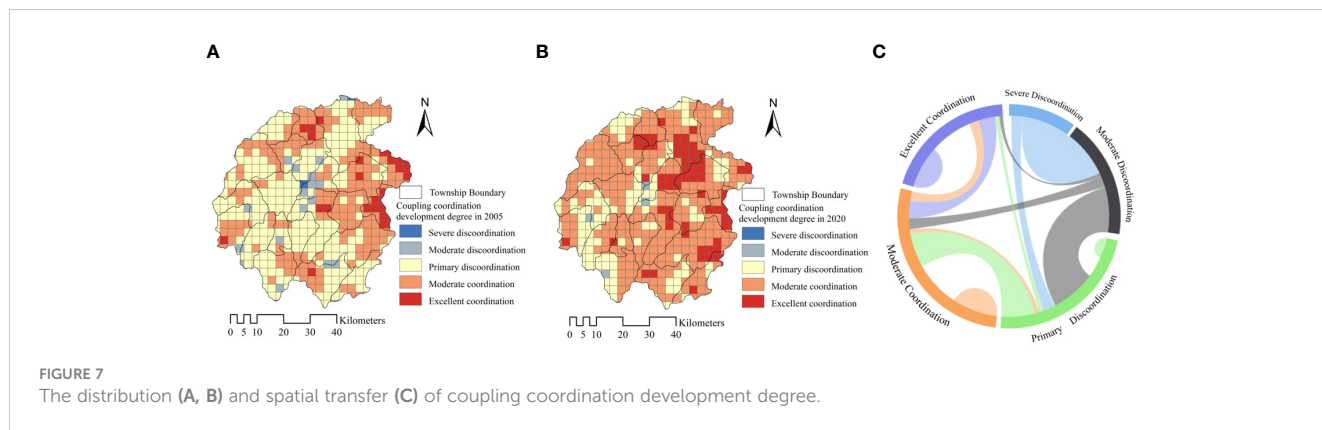 A
N
Township Boundary
Coupling coordination
development degree in 2005
Severe discoordination
Moderate discoordination
Primary discoordination
Moderate coordination
Excellent coordination
Kilometers
0 5 10 20 30 40
B
N
Township Boundary
Coupling coordination
development degree in 2020
Severe discoordination
Moderate discoordination
Primary discoordination
Moderate coordination
Excellent coordination
Kilometers
0 5 10 20 30 40
C
Severe Discoordination
Moderate Discoordination
Primary Discoordination
Moderate Coordination
Excellent Coordination
FIGURE 7
The distribution (A, B) and spatial transfer (C) of coupling coordination development degree.